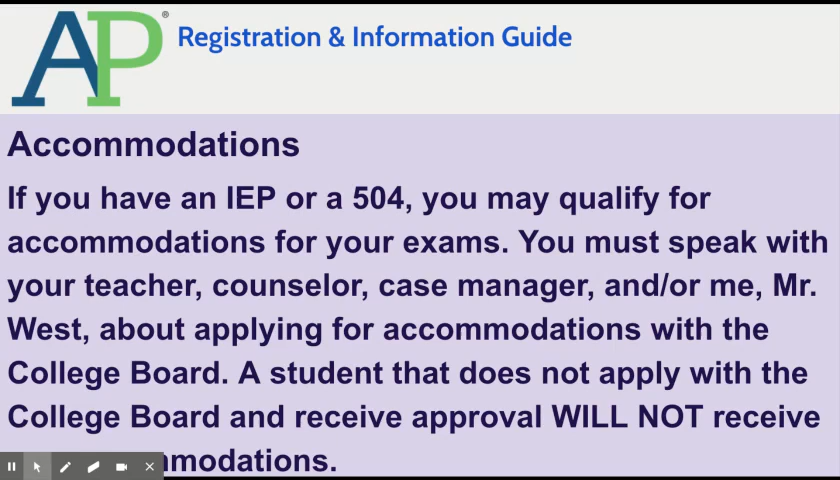 AP® Registration & Information Guide
Accommodations
If you have an IEP or a 504, you may qualify for
accommodations for your exams. You must speak with
your teacher, counselor, case manager, and/or me, Mr.
West, about applying for accommodations with the
College Board. A student that does not apply with the
College Board and receive approval WILL NOT receive
mmodations.